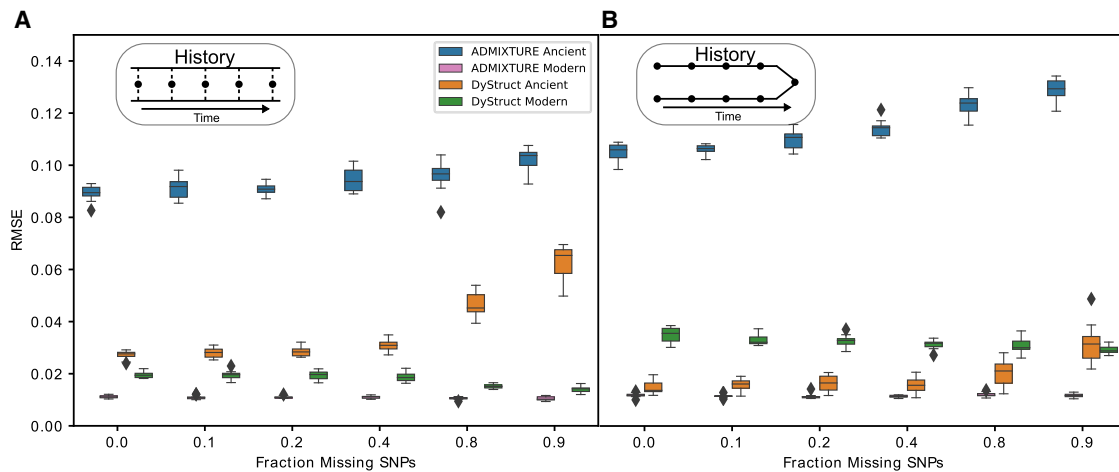 A
B
History
Time
ADMIXTURE Ancient
ADMIXTURE Modern
DyStruct Ancient
DyStruct Modern
History
Time
0.14
0.12
0.10
0.08
0.06
0.04
0.02
0.00
RMSE
0.0 0.1 0.2 0.4 0.8 0.9
0.0 0.1 0.2 0.4 0.8 0.9
Fraction Missing SNPs
Fraction Missing SNPs